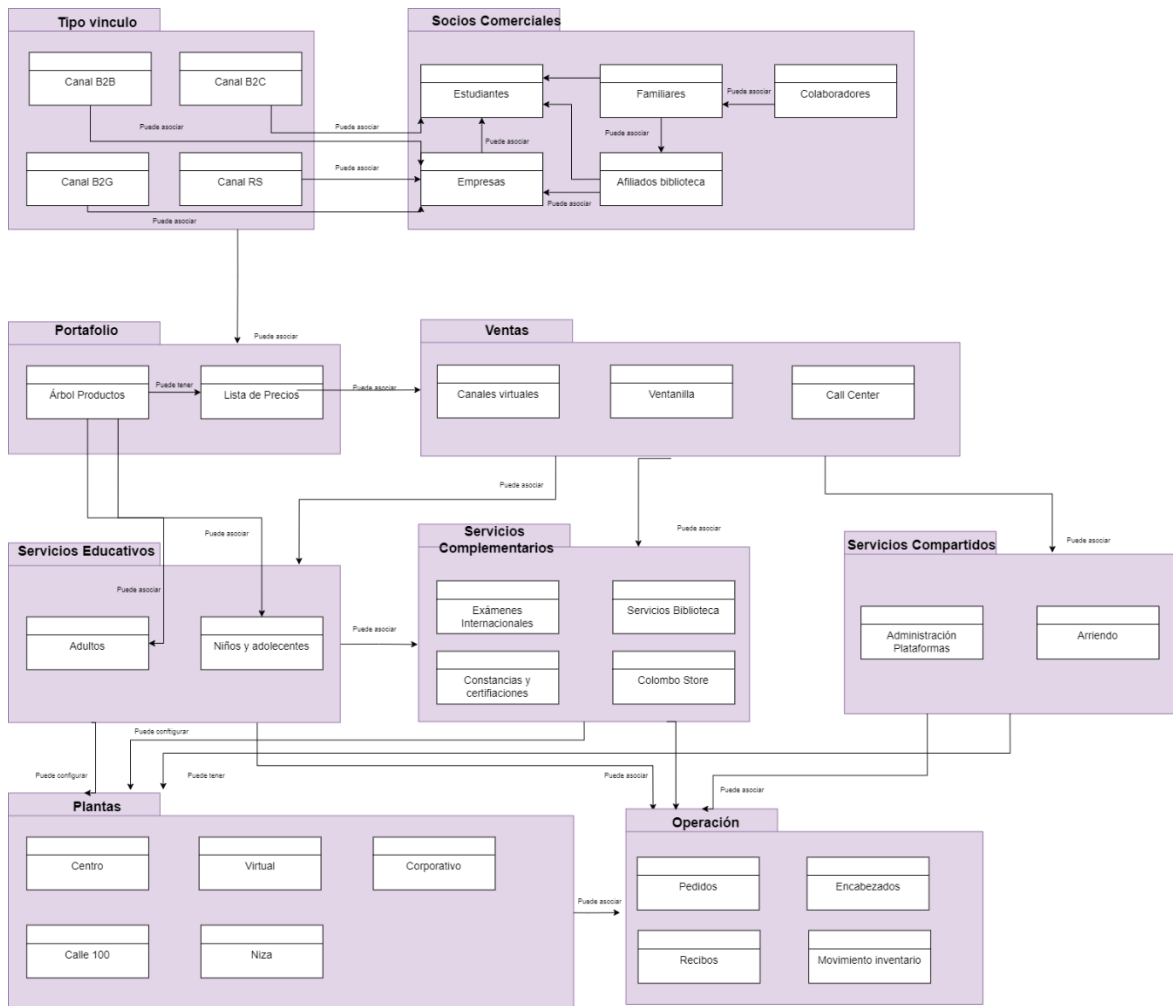 Tipo vinculo
Socios Comerciales
Canal B2B
Canal B2C
Estudiantes
Familiares
Colaboradores
Puede asociar
Puede asociar
Puede asociar
Puede asociar
Puede asociar
Canal B2G
Canal RS
Puede asociar
Empresas
Afiliados biblioteca
Puede asociar
Puede asociar
Portafolio
Puede asociar
Ventas
Árbol Productos
Puede tener
Lista de Precios
Puede asociar
Canales virtuales
Ventanilla
Call Center
Puede asociar
Puede asociar
Puede asociar
Puede asociar
Servicios Educativos
Servicios
Complementarios
Servicios Compartidos
Puede asociar
Adultos
Niños y adolecentes
Puede asociar
Exámenes
Internacionales
Servicios Biblioteca
Constancias y
certifiaciones
Colombo Store
Administración
Plataformas
Arriendo
Puede configurar
Puede configurar
Puede tener
Puede asociar
Puede asociar
Plantas
Operación
Centro
Virtual
Corporativo
Calle 100
Niza
Puede asociar
Pedidos
Encabezados
Recibos
Movimiento inventario